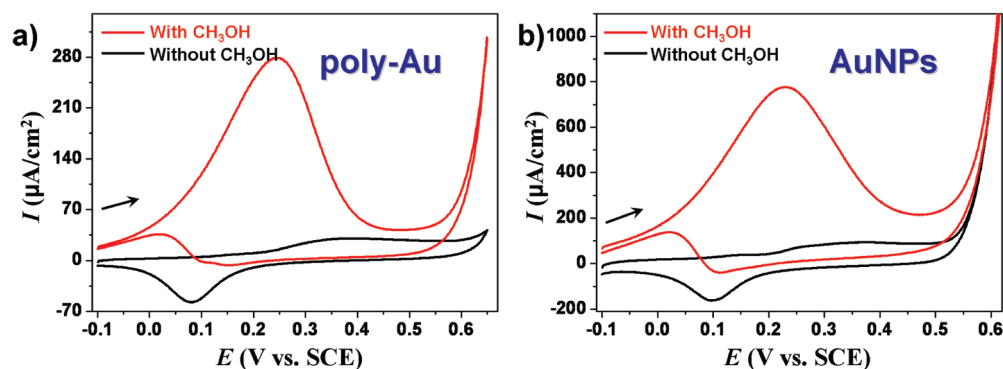 a)
With CH₃OH
Without CH₃OH
poly-Au
280
210
140
70
0
-70
I (µA/cm²)
-0.1 0.0 0.1 0.2 0.3 0.4 0.5 0.6
E (V vs. SCE)
b)
With CH₃OH
Without CH₃OH
AuNPs
1000
800
600
400
200
0
-200
I (µA/cm²)
-0.1 0.0 0.1 0.2 0.3 0.4 0.5 0.6
E (V vs. SCE)